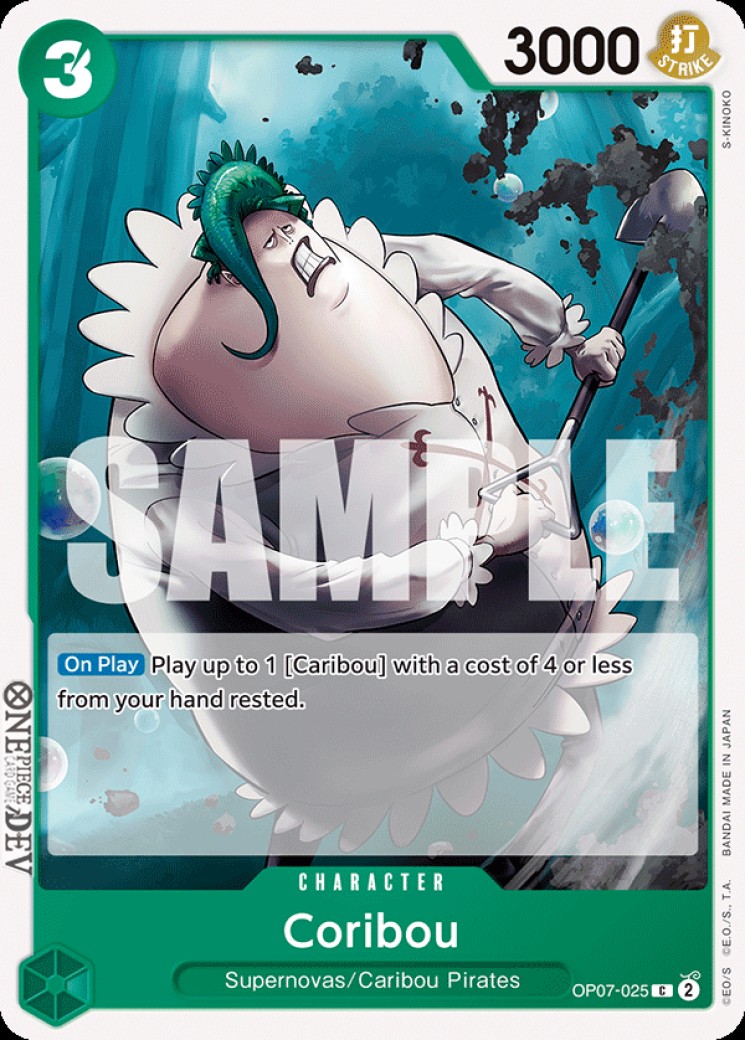 3
3000
打
STRIKE
S-KINOKO
SAMPLE
On Play Play up to 1 [Caribou] with a cost of 4 or less
from your hand rested.
ONE PIECE
CARD GAME
/DEV
BANDAI MADE IN JAPAN
©E.O./S., T.A.
©EO/S
CHARACTER
Coribou
Supernovas/Caribou Pirates
OP07-025 C 2